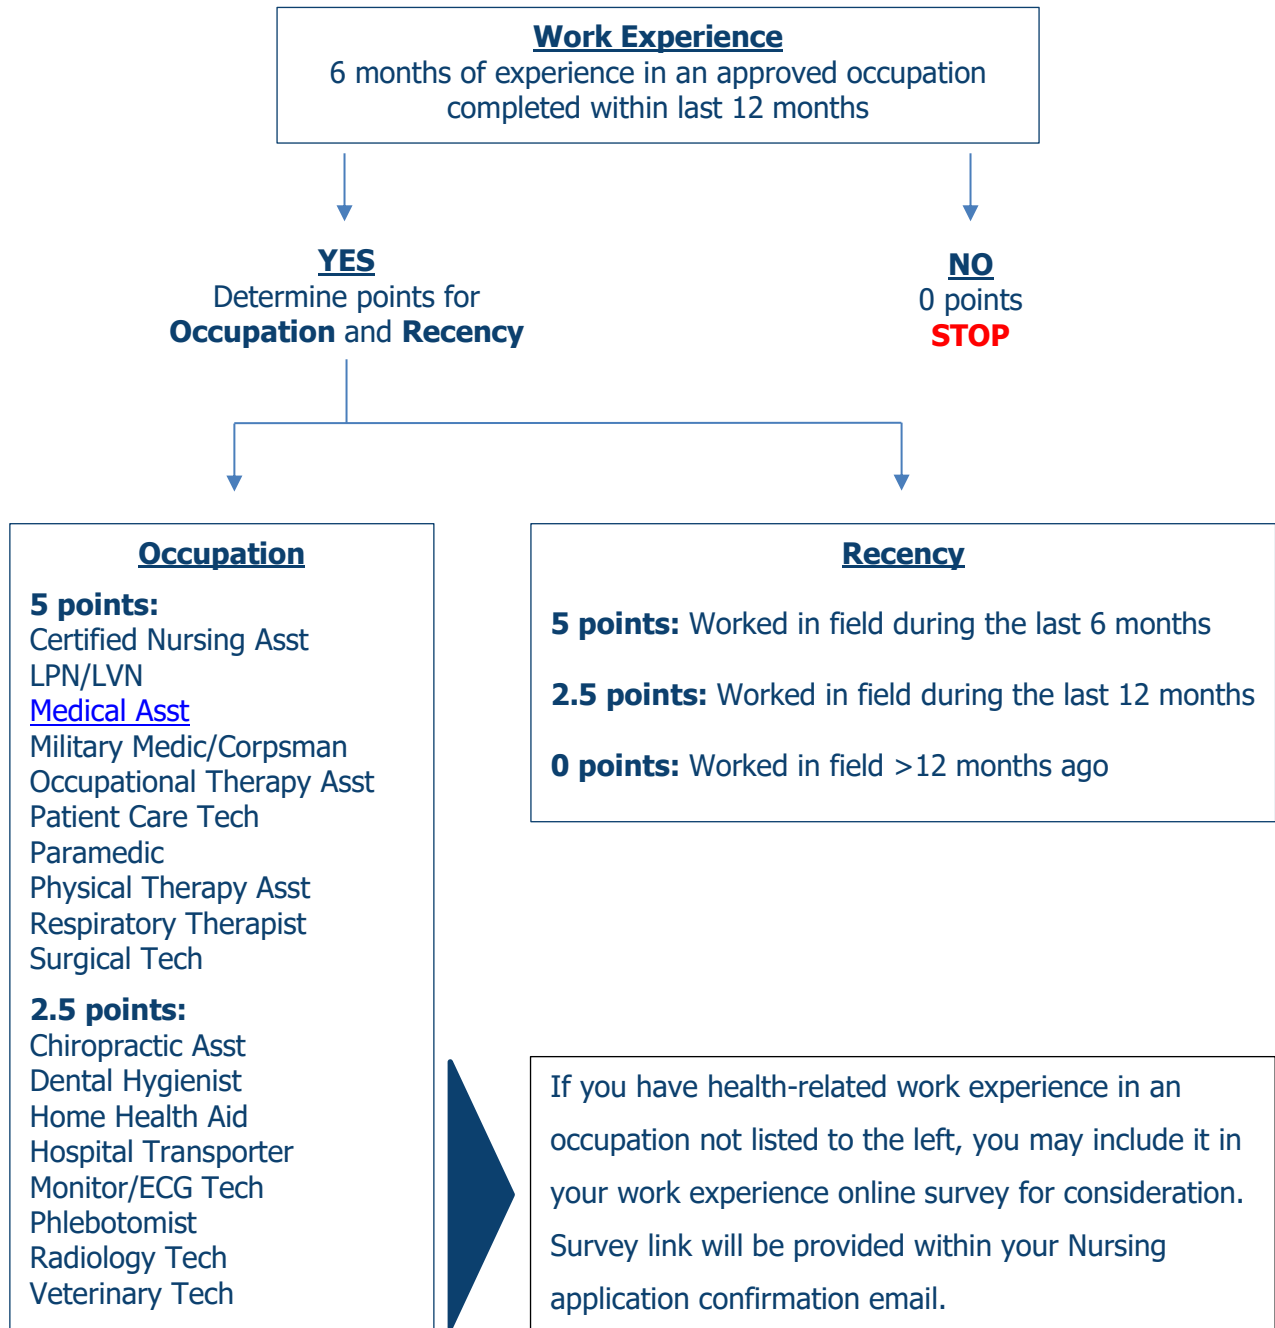 Work Experience
6 months of experience in an approved occupation
completed within last 12 months
YES
Determine points for
Occupation and Recency
NO
0 points
STOP
Occupation
5 points:
Certified Nursing Asst
LPN/LVN
Medical Asst
Military Medic/Corpsman
Occupational Therapy Asst
Patient Care Tech
Paramedic
Physical Therapy Asst
Respiratory Therapist
Surgical Tech
2.5 points:
Chiropractic Asst
Dental Hygienist
Home Health Aid
Hospital Transporter
Monitor/ECG Tech
Phlebotomist
Radiology Tech
Veterinary Tech
Recency
5 points: Worked in field during the last 6 months
2.5 points: Worked in field during the last 12 months
0 points: Worked in field >12 months ago
If you have health-related work experience in an
occupation not listed to the left, you may include it in
your work experience online survey for consideration.
Survey link will be provided within your Nursing
application confirmation email.